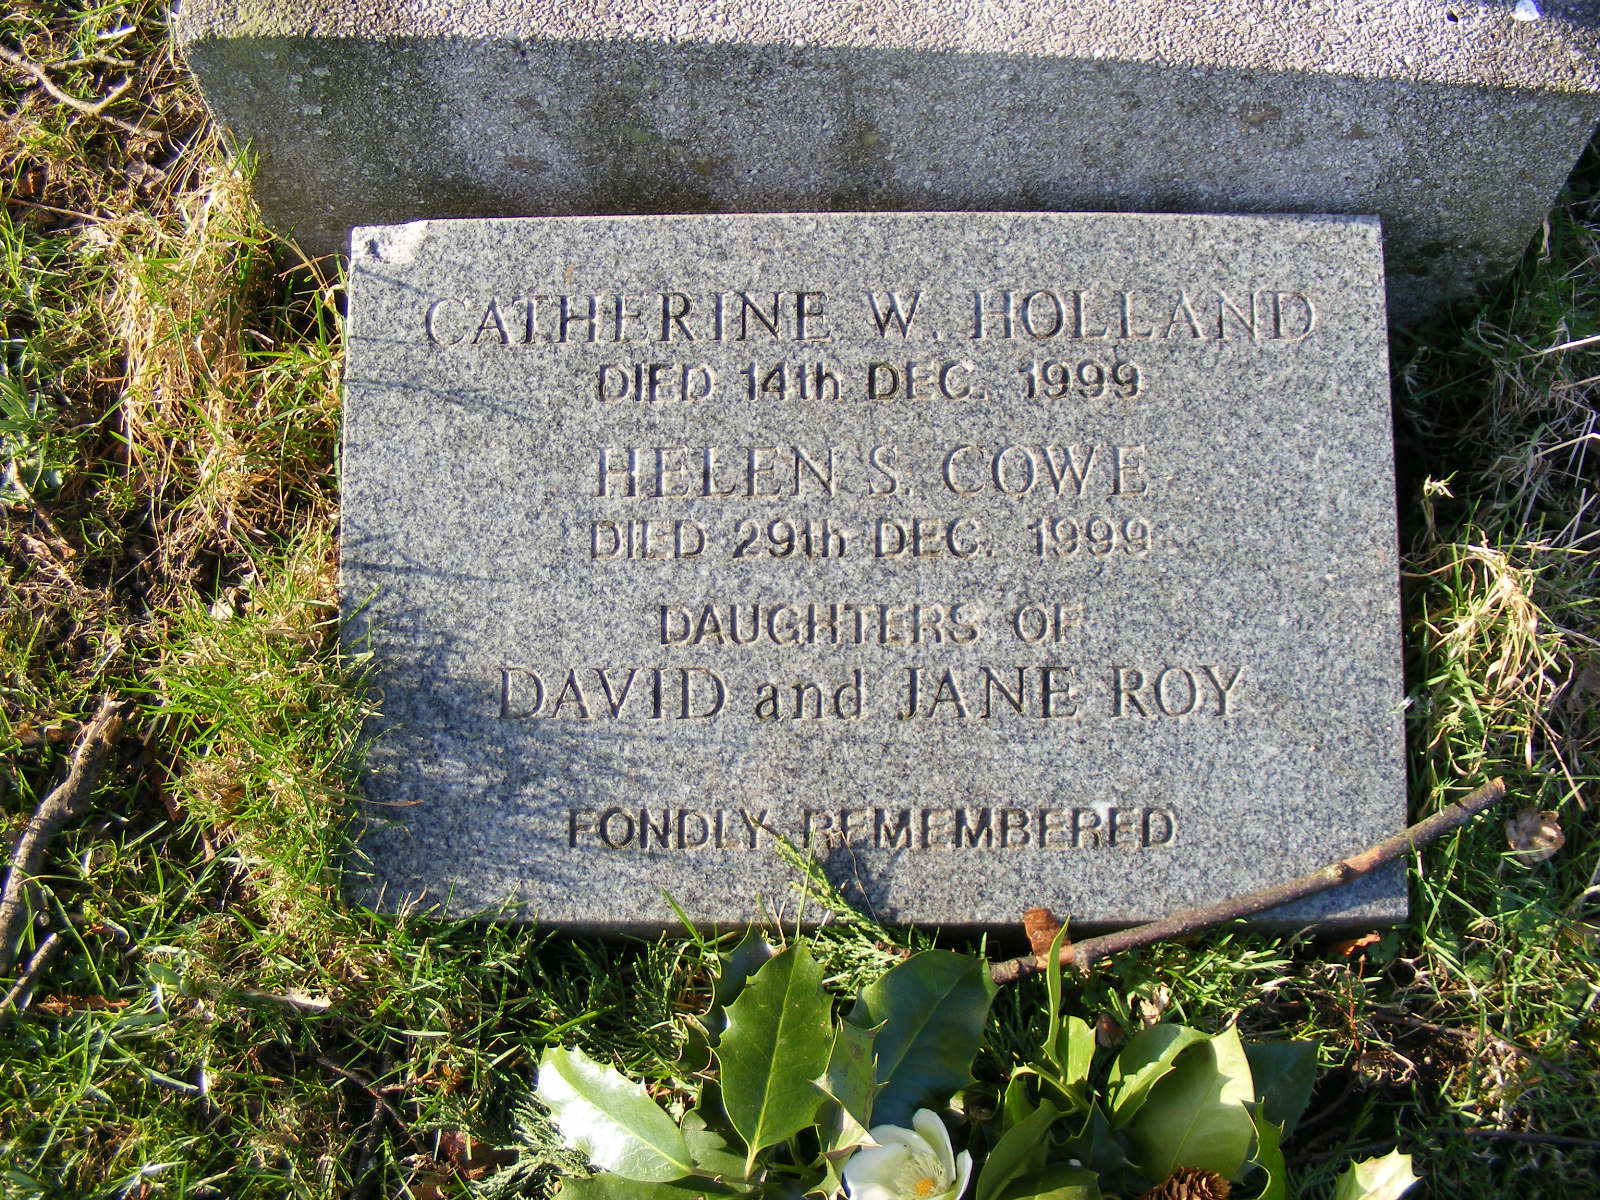 CATHERINE W. HOLLAND
DIED 14th DEC. 1999
HELEN S. COWE
DIED 29th DEC. 1999
DAUGHTERS OF
DAVID and JANE ROY
FONDLY REMEMBERED